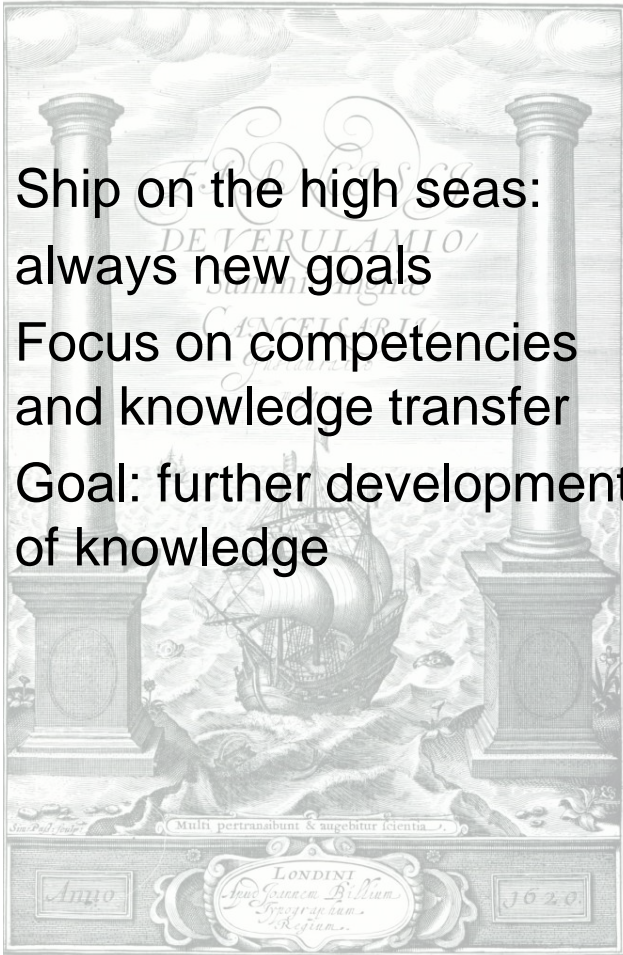 Ship on the high seas:
always new goals
Focus on competencies
and knowledge transfer
Goal: further development
of knowledge
DE VERULAMIO/
Multi pertransibunt & augebitur scientia.
LONDINI
Apud Joannem Billium
Typographum
Regium.
Anno
1620.